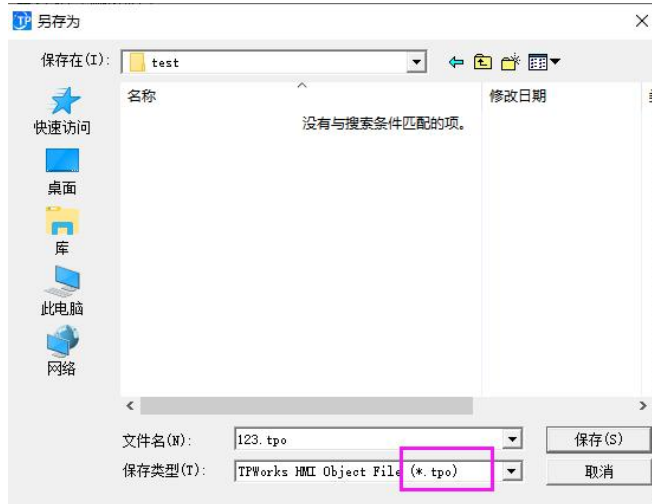 TP 另存为
保存在(I):
test
名称
修改日期
没有与搜索条件匹配的项。
快速访问
桌面
库
此电脑
网络
文件名(N):
123.tpo
保存(S)
保存类型(T):
TPWorks HMI Object File (*.tpo)
取消